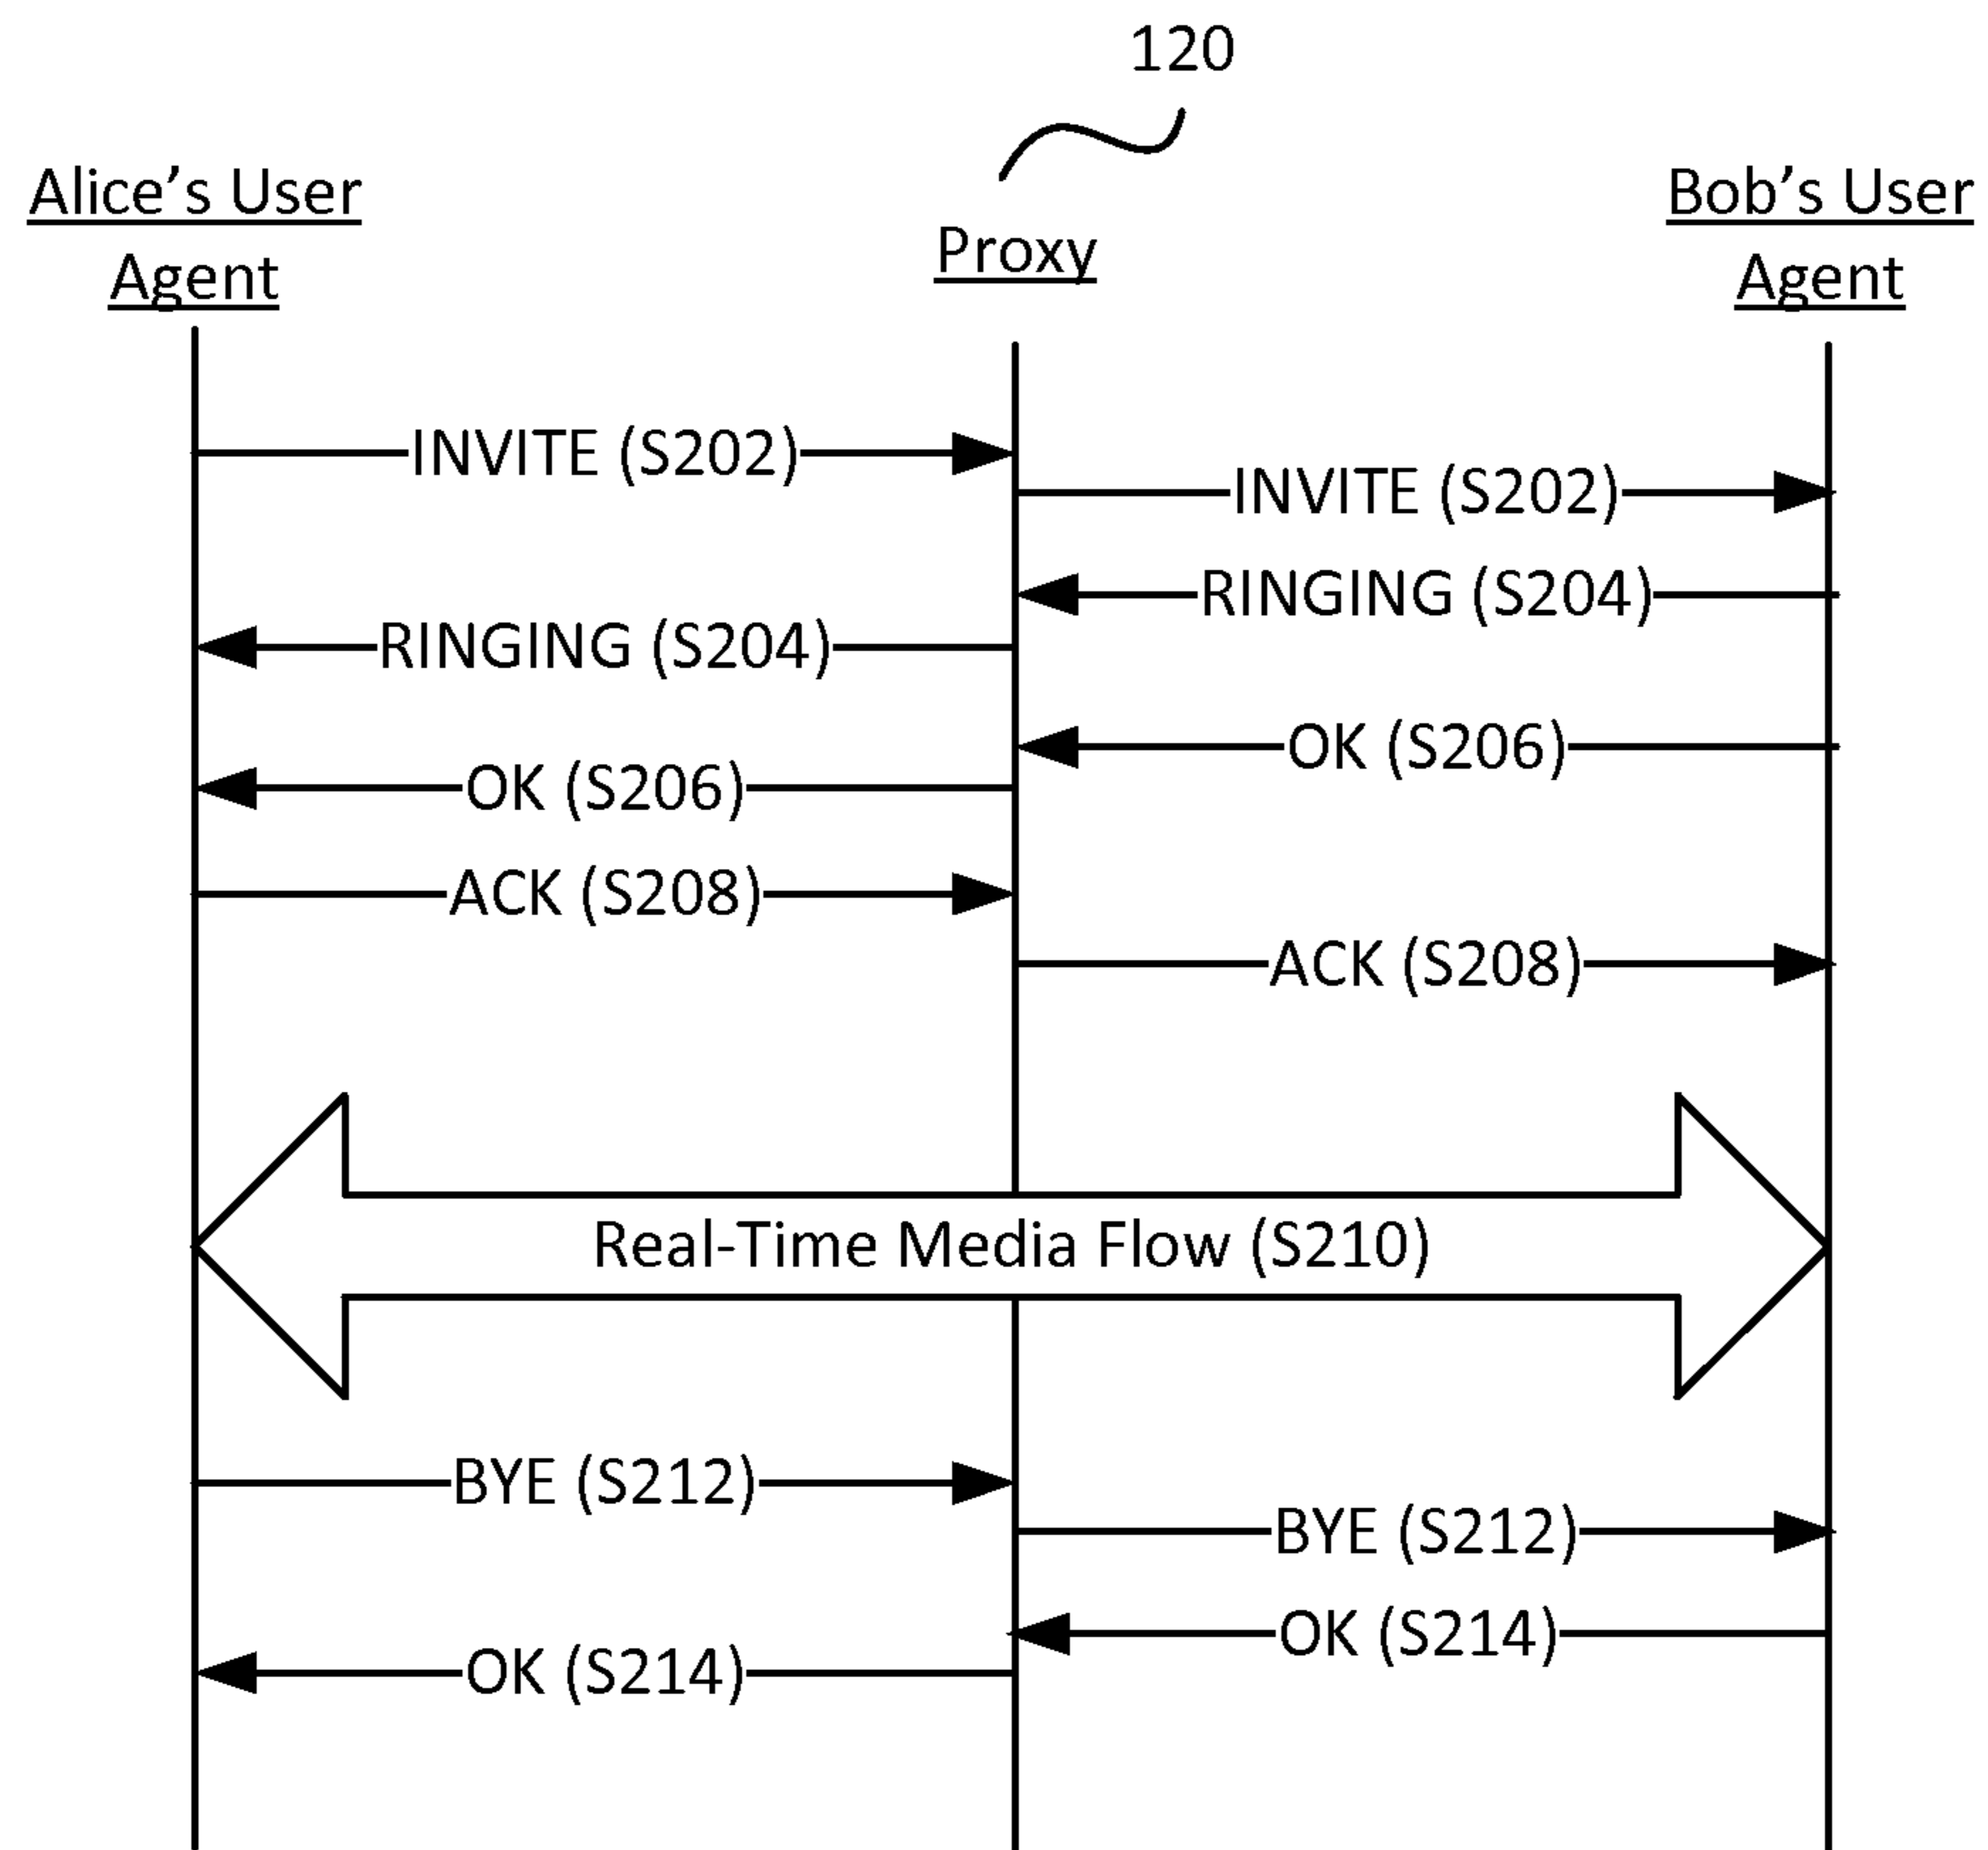 120
Alice’s User
Agent
Proxy
Bob’s User
Agent
INVITE (S202)
INVITE (S202)
RINGING (S204)
RINGING (S204)
OK (S206)
OK (S206)
ACK (S208)
ACK (S208)
Real-Time Media Flow (S210)
BYE (S212)
BYE (S212)
OK (S214)
OK (S214)